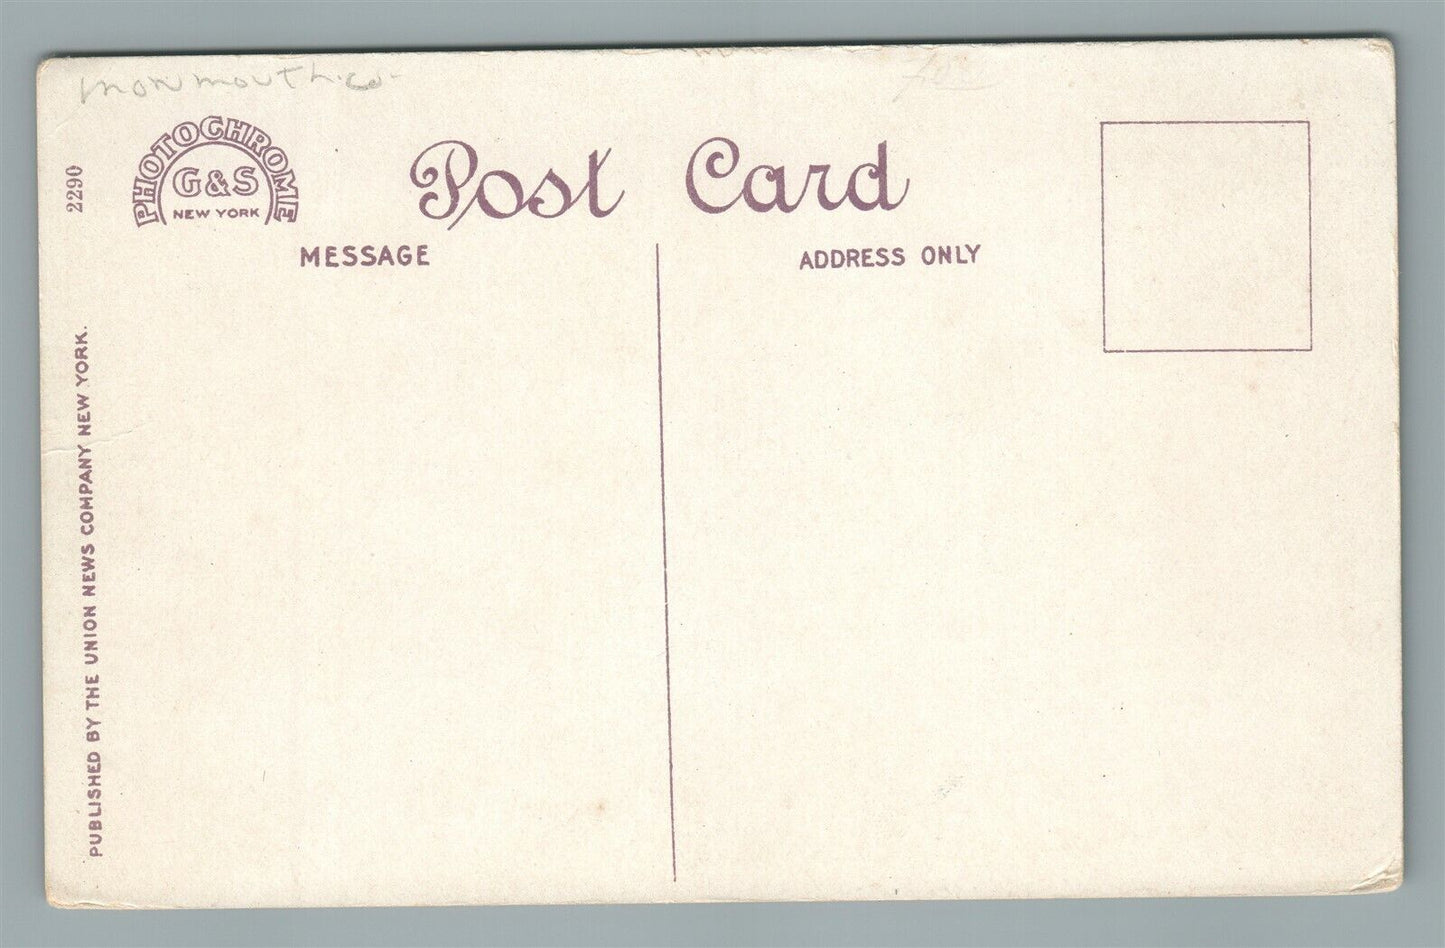 monmouth.co-
PHOTOCHROME
G&S
NEW YORK
2290
Post Card
MESSAGE
ADDRESS ONLY
PUBLISHED BY THE UNION NEWS COMPANY NEW YORK.